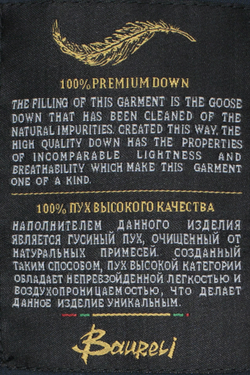 100% PREMIUM DOWN
THE FILLING OF THIS GARMENT IS THE GOOSE
DOWN THAT HAS BEEN CLEANED OF THE
NATURAL IMPURITIES. CREATED THIS WAY, THE
HIGH QUALITY DOWN HAS THE PROPERTIES
OF INCOMPARABLE LIGHTNESS AND
BREATHABILITY WHICH MAKE THIS GARMENT
ONE OF A KIND.
100% ПУХ ВЫСОКОГО КАЧЕСТВА
НАПОЛНИТЕЛЕМ ДАННОГО ИЗДЕЛИЯ
ЯВЛЯЕТСЯ ГУСИНЫЙ ПУХ, ОЧИЩЕННЫЙ ОТ
НАТУРАЛЬНЫХ ПРИМЕСЕЙ. СОЗДАННЫЙ
ТАКИМ СПОСОБОМ, ПУХ ВЫСОКОЙ КАТЕГОРИИ
ОБЛАДАЕТ НЕПРЕВЗОЙДЕННОЙ ЛЕГКОСТЬЮ И
ВОЗДУХОПРОНИЦАЕМОСТЬЮ, ЧТО ДЕЛАЕТ
ДАННОЕ ИЗДЕЛИЕ УНИКАЛЬНЫМ.
Baureli